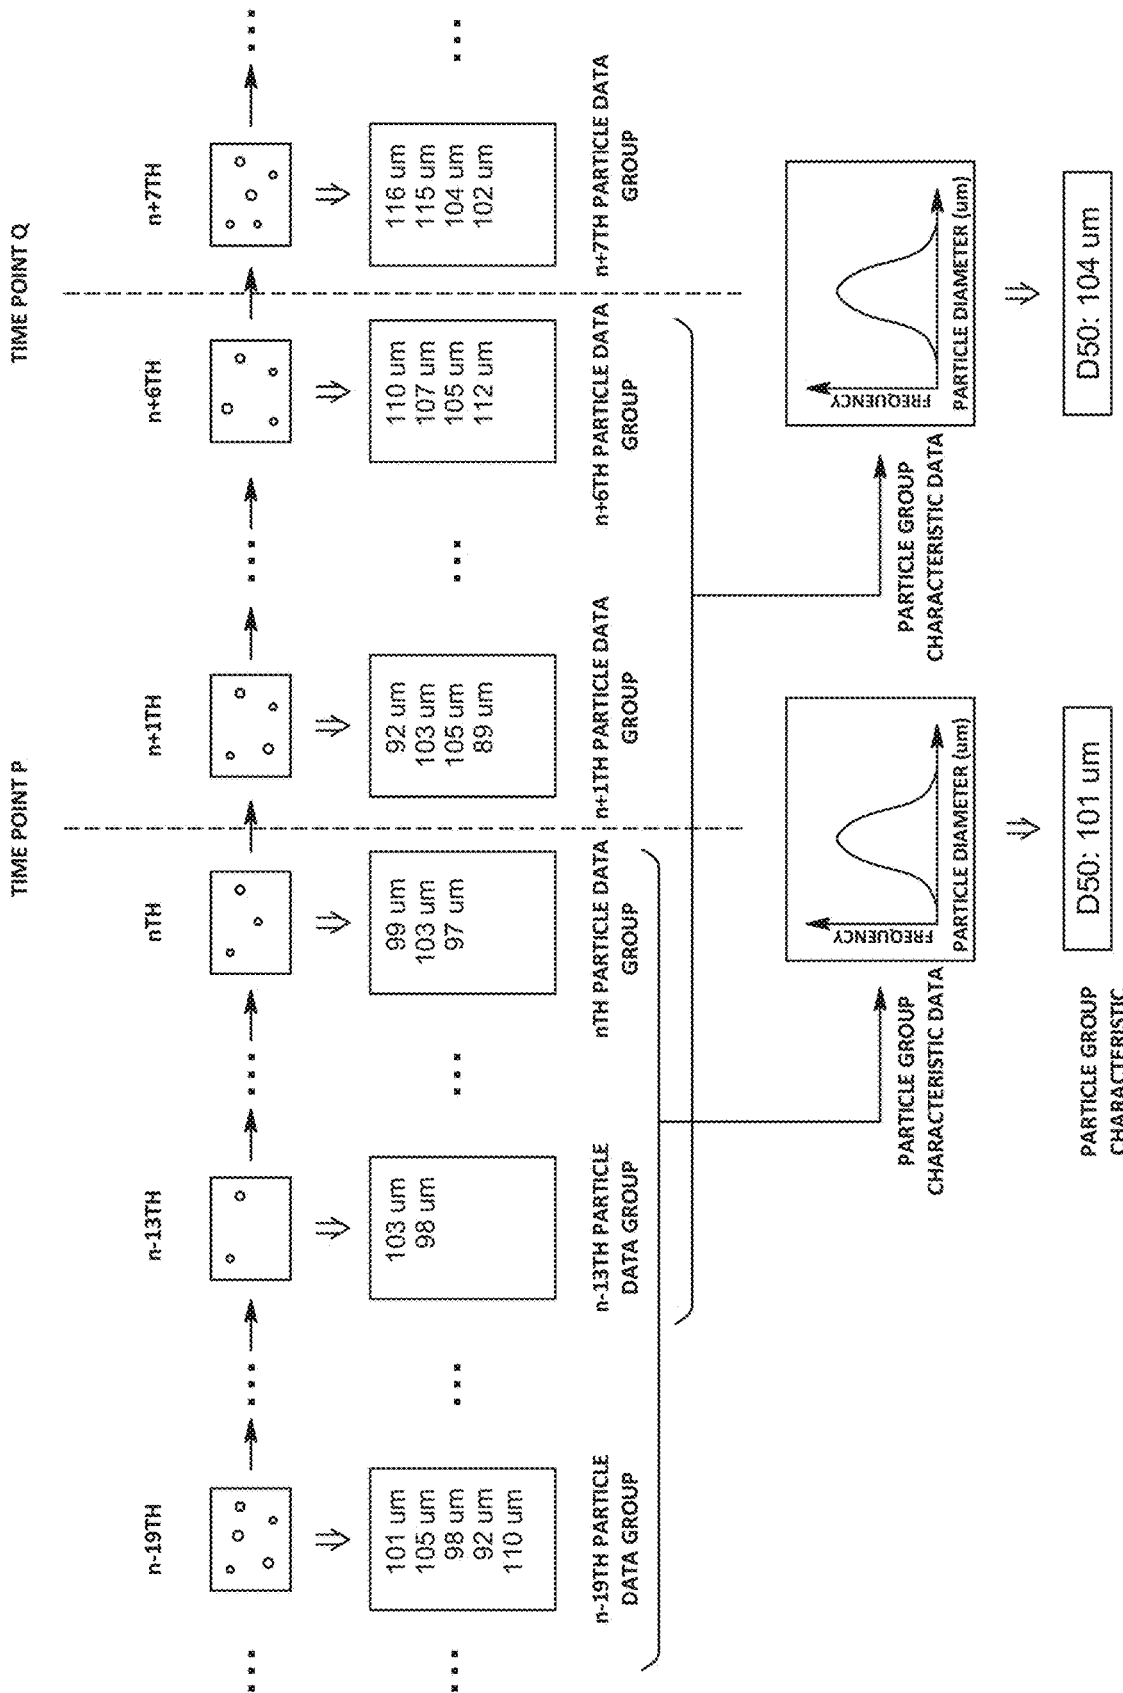 TIME POINT P
TIME POINT Q
n-19TH
n-13TH
nTH
n+1TH
n+6TH
n+7TH
101 um
105 um
98 um
92 um
110 um
103 um
98 um
99 um
103 um
97 um
92 um
103 um
105 um
89 um
110 um
107 um
105 um
112 um
116 um
115 um
104 um
102 um
n-19TH PARTICLE
DATA GROUP
n-13TH PARTICLE
DATA GROUP
nTH PARTICLE DATA
GROUP
n+1TH PARTICLE DATA
GROUP
n+6TH PARTICLE DATA
GROUP
n+7TH PARTICLE DATA
GROUP
PARTICLE GROUP
CHARACTERISTIC DATA
FREQUENCY
PARTICLE DIAMETER (um)
PARTICLE GROUP
CHARACTERISTIC DATA
FREQUENCY
PARTICLE DIAMETER (um)
PARTICLE GROUP
CHARACTERISTIC
D50: 101 um
D50: 104 um